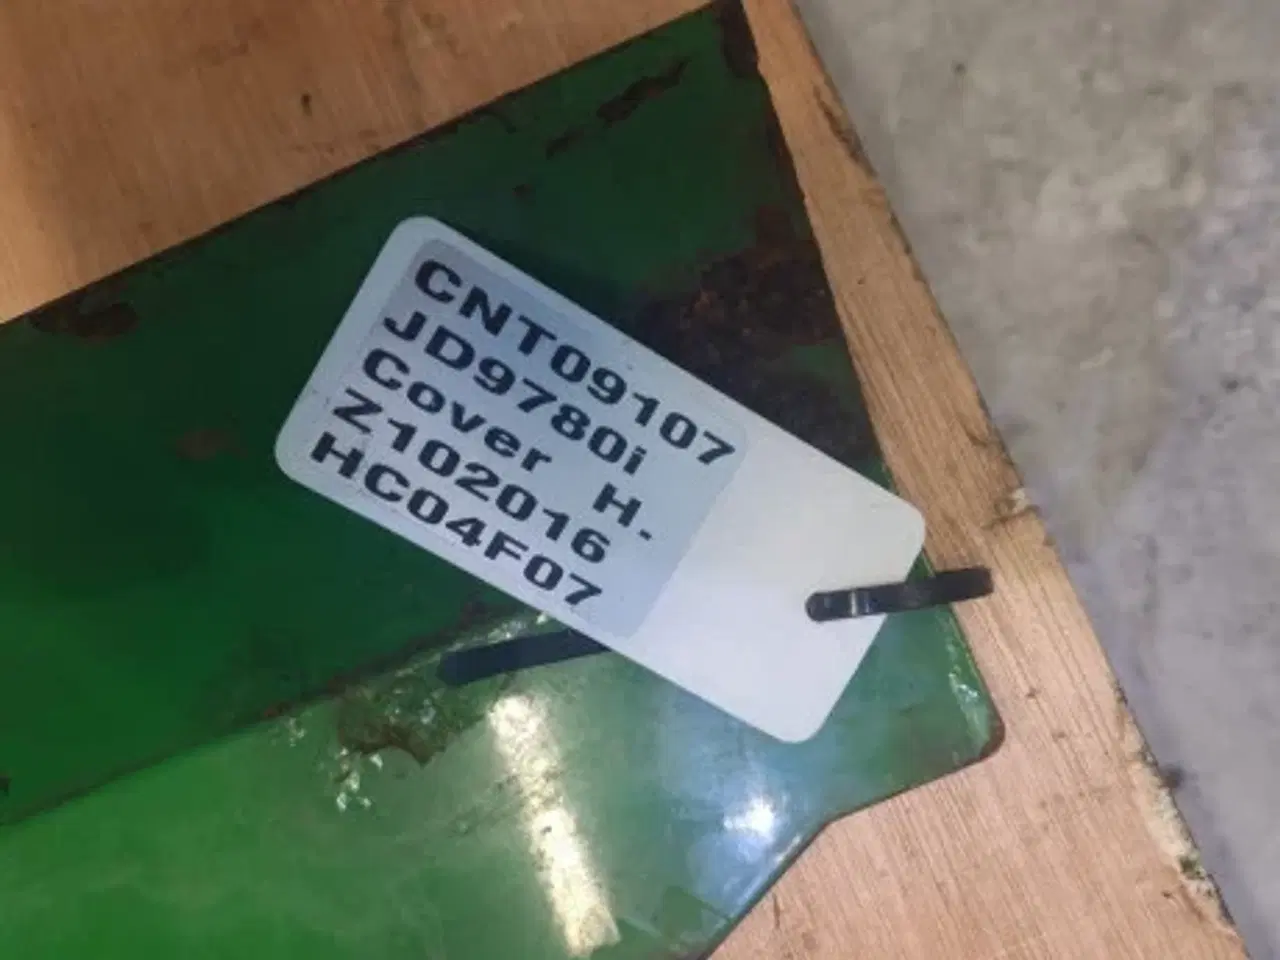 CNT09107
JD9780i
Cover H.
Z102016
HC04F07